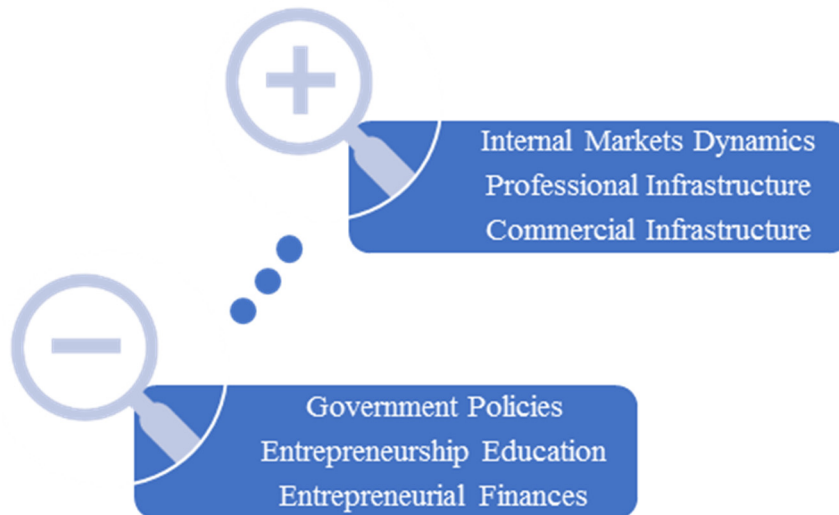 Internal Markets Dynamics
Professional Infrastructure
Commercial Infrastructure
Government Policies
Entrepreneurship Education
Entrepreneurial Finances